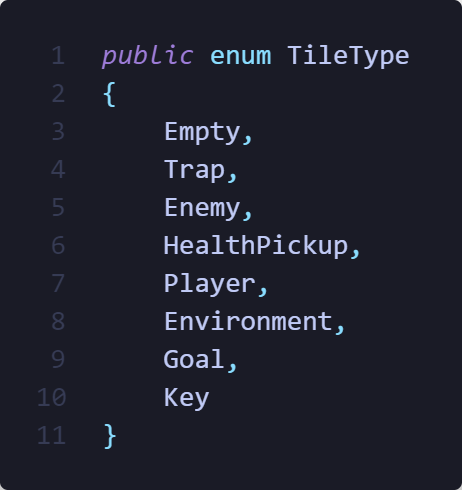 1 public enum TileType
2 {
3     Empty,
4     Trap,
5     Enemy,
6     HealthPickup,
7     Player,
8     Environment,
9     Goal,
10     Key
11 }